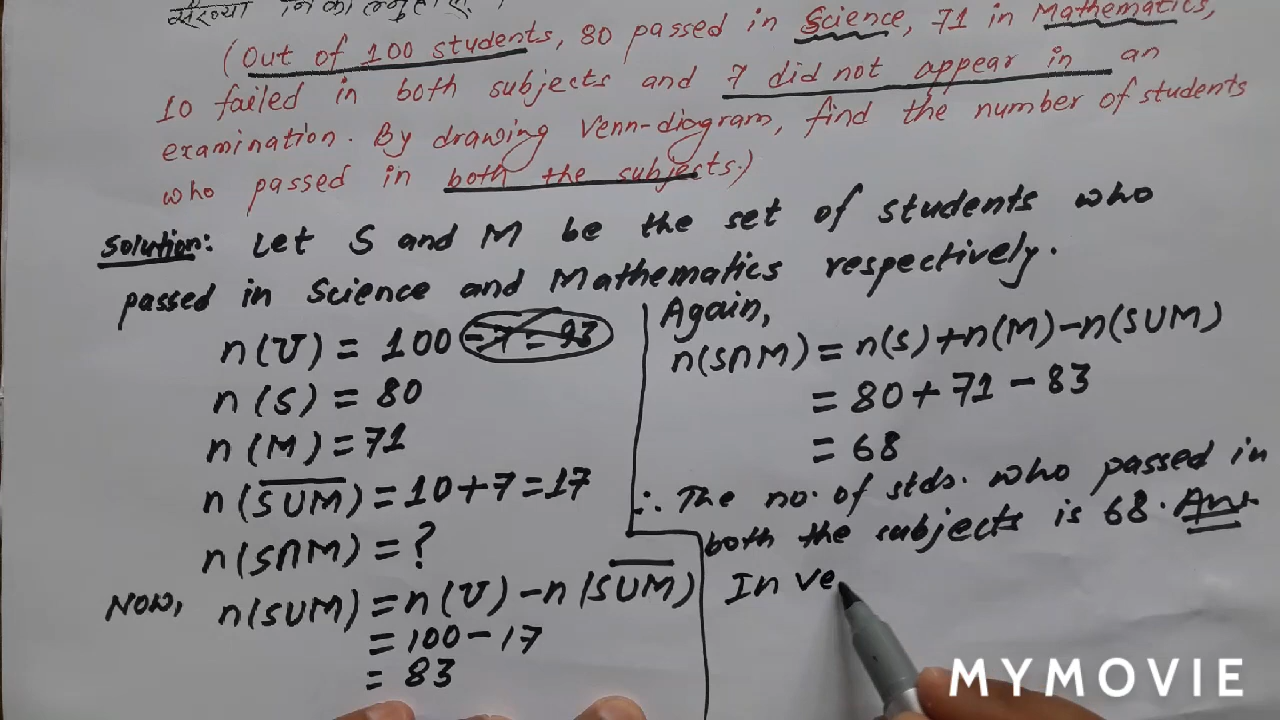 संख्या निकाल्नुहोस् ।
(Out of 100 students, 80 passed in Science, 71 in Mathematics,
10 failed in both subjects and 7 did not appear in an
examination. By drawing Venn-diagram, find the number of students
who passed in both the subjects.)
Solution: Let S and M be the set of students who
passed in Science and Mathematics respectively.
n(U) = 100 - 7 = 93
n(S) = 80
n(M) = 71
n(\overline{S∪M}) = 10+7 = 17
n(S∩M) = ?
Now, n(S∪M) = n(U) - n(\overline{S∪M})
= 100 - 17
= 83
Again,
n(S∩M) = n(S) + n(M) - n(S∪M)
= 80 + 71 - 83
= 68
∴ The no. of stds. who passed in
both the subjects is 68. Ans
In ve
MYMOVIE